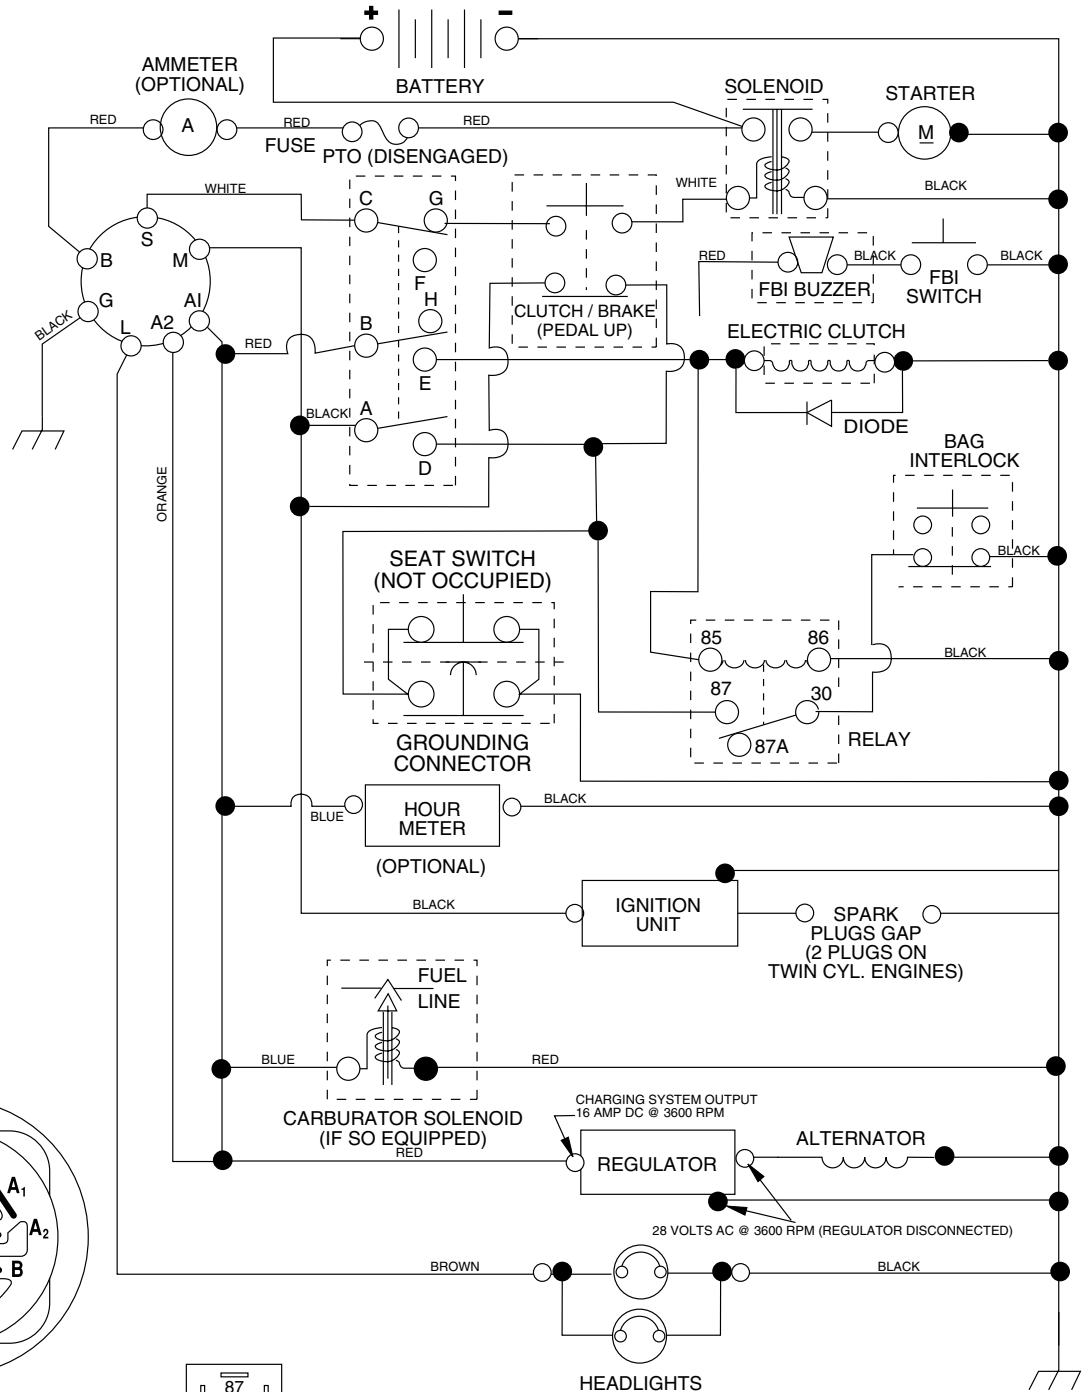 + −
BATTERY
AMMETER
(OPTIONAL)
A
RED
RED
FUSE
RED
PTO (DISENGAGED)
SOLENOID
STARTER
M
WHITE
C
G
WHITE
BLACK
S
B
M
G
A1
L
A2
F
H
RED
FBI BUZZER
BLACK
FBI
SWITCH
BLACK
CLUTCH / BRAKE
(PEDAL UP)
BLACK
RED
B
E
ELECTRIC CLUTCH
DIODE
BLACK
A
D
ORANGE
BAG
INTERLOCK
BLACK
SEAT SWITCH
(NOT OCCUPIED)
GROUNDING
CONNECTOR
85
86
BLACK
87
30
87A
RELAY
BLUE
HOUR
METER
BLACK
(OPTIONAL)
BLACK
IGNITION
UNIT
SPARK
PLUGS GAP
(2 PLUGS ON
TWIN CYL. ENGINES)
FUEL
LINE
BLUE
RED
CARBURATOR SOLENOID
(IF SO EQUIPPED)
CHARGING SYSTEM OUTPUT
16 AMP DC @ 3600 RPM
RED
REGULATOR
ALTERNATOR
28 VOLTS AC @ 3600 RPM (REGULATOR DISCONNECTED)
A1
A2
B
BROWN
BLACK
HEADLIGHTS
87